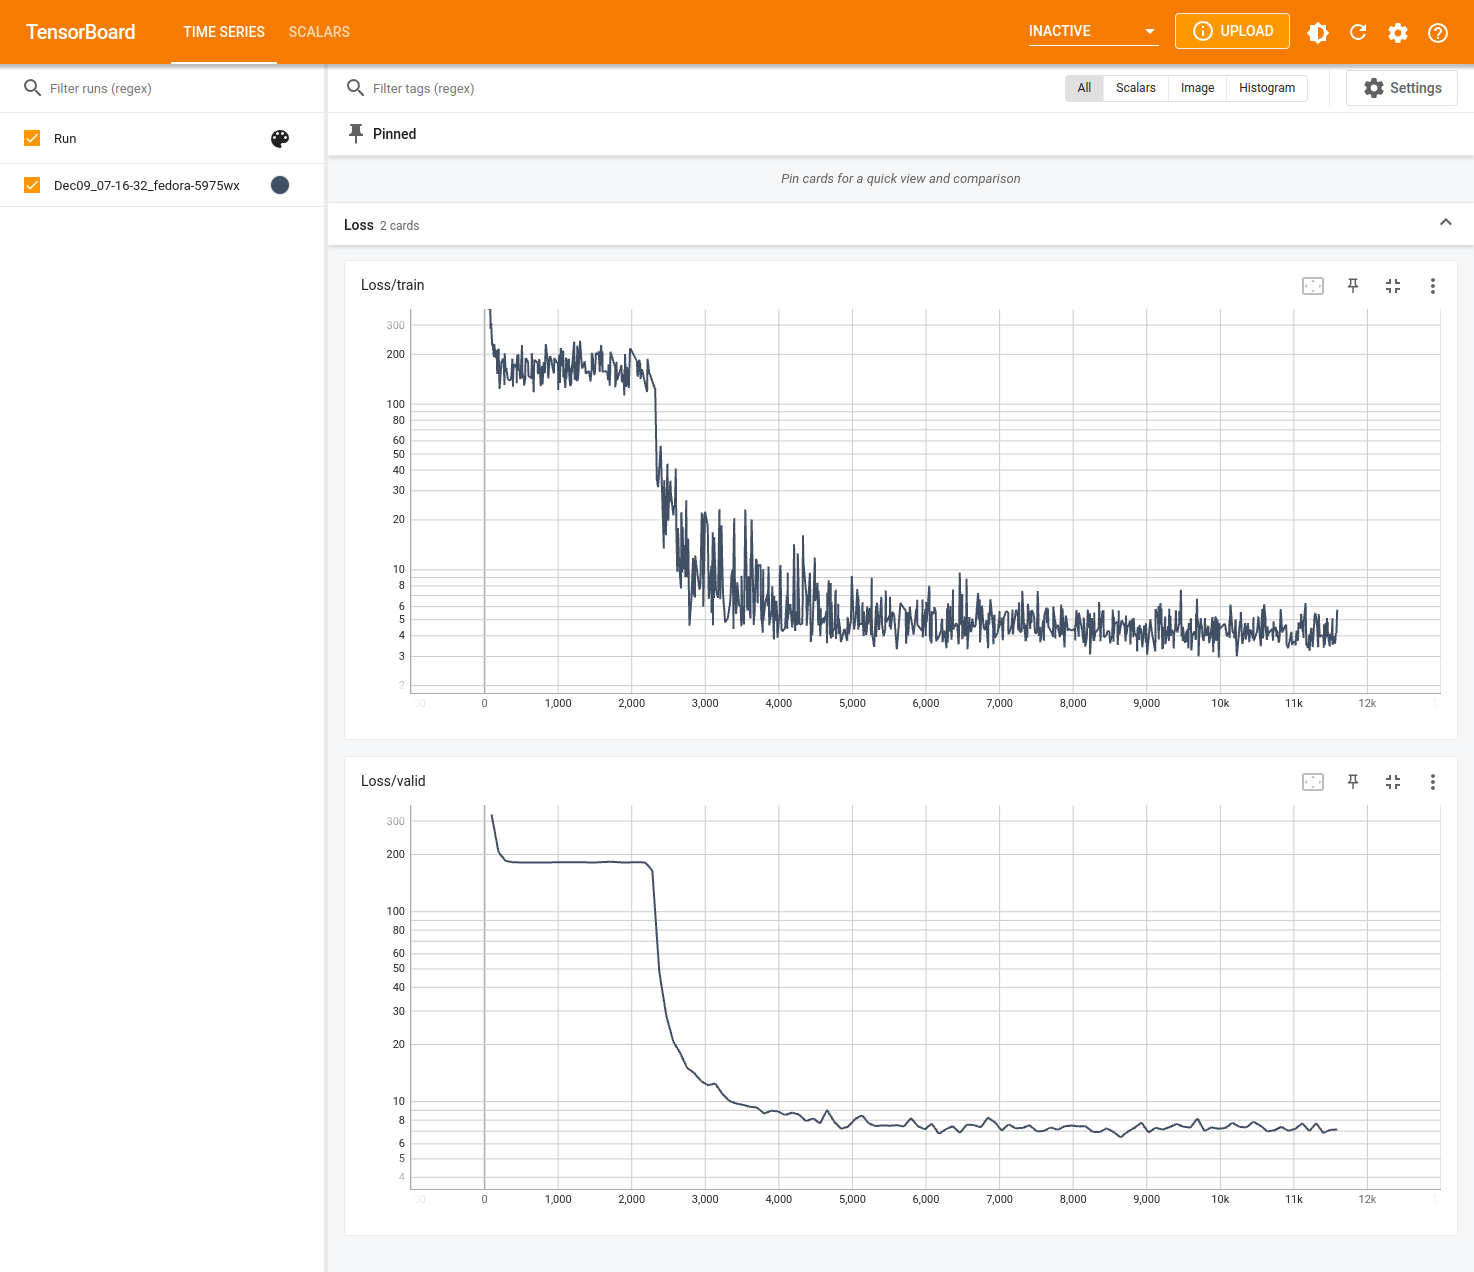 TensorBoard TIME SERIES SCALARS INACTIVE UPLOAD
Filter runs (regex)
Run
Dec09_07-16-32_fedora-5975wx
Filter tags (regex) All Scalars Image Histogram Settings
Pinned
Pin cards for a quick view and comparison
Loss 2 cards
Loss/train
300
200
100
80
60
50
40
30
20
10
8
6
5
4
3
2
0 1,000 2,000 3,000 4,000 5,000 6,000 7,000 8,000 9,000 10k 11k 12k
Loss/valid
300
200
100
80
60
50
40
30
20
10
8
6
5
4
0 1,000 2,000 3,000 4,000 5,000 6,000 7,000 8,000 9,000 10k 11k 12k